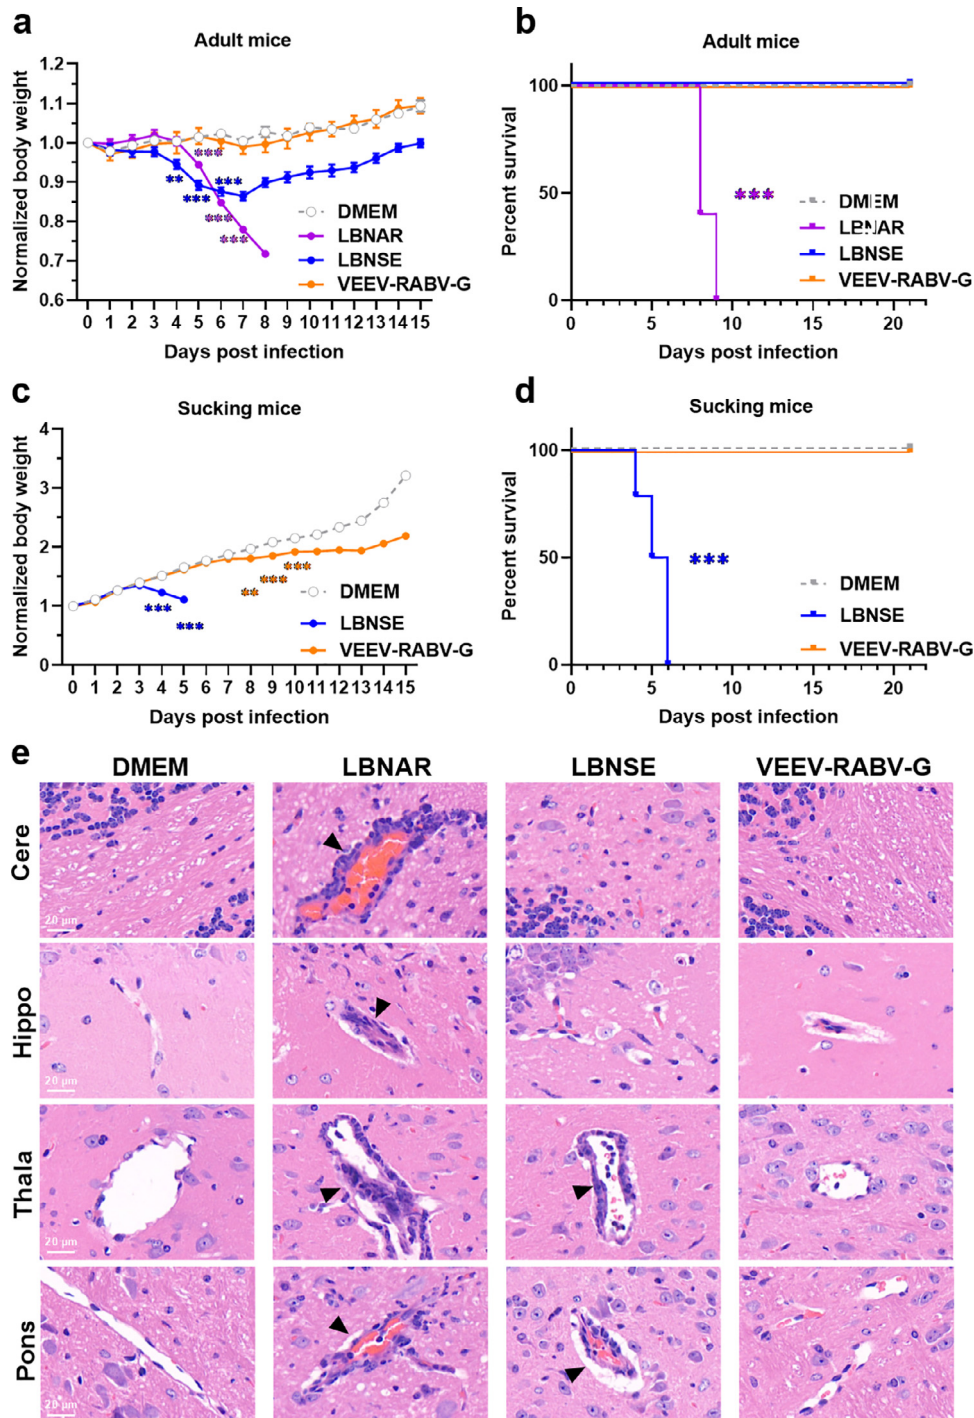 a
Adult mice
Normalized body weight
1.2
1.1
1.0
0.9
0.8
0.7
0.6
***
**
***
***
***
***
DMEM
LBNAR
LBNSE
VEEV-RABV-G
0 1 2 3 4 5 6 7 8 9 10 11 12 13 14 15
Days post infection
b
Adult mice
Percent survival
100
50
0
***
DMEM
LBNAR
LBNSE
VEEV-RABV-G
0 5 10 15 20
Days post infection
c
Sucking mice
Normalized body weight
4
3
2
1
0
***
***
**
***
***
DMEM
LBNSE
VEEV-RABV-G
0 1 2 3 4 5 6 7 8 9 10 11 12 13 14 15
Days post infection
d
Sucking mice
Percent survival
100
50
0
***
DMEM
LBNSE
VEEV-RABV-G
0 5 10 15 20
Days post infection
e
DMEM LBNAR LBNSE VEEV-RABV-G
Cere
20 µm
Hippo
20 µm
Thala
20 µm
Pons
20 µm